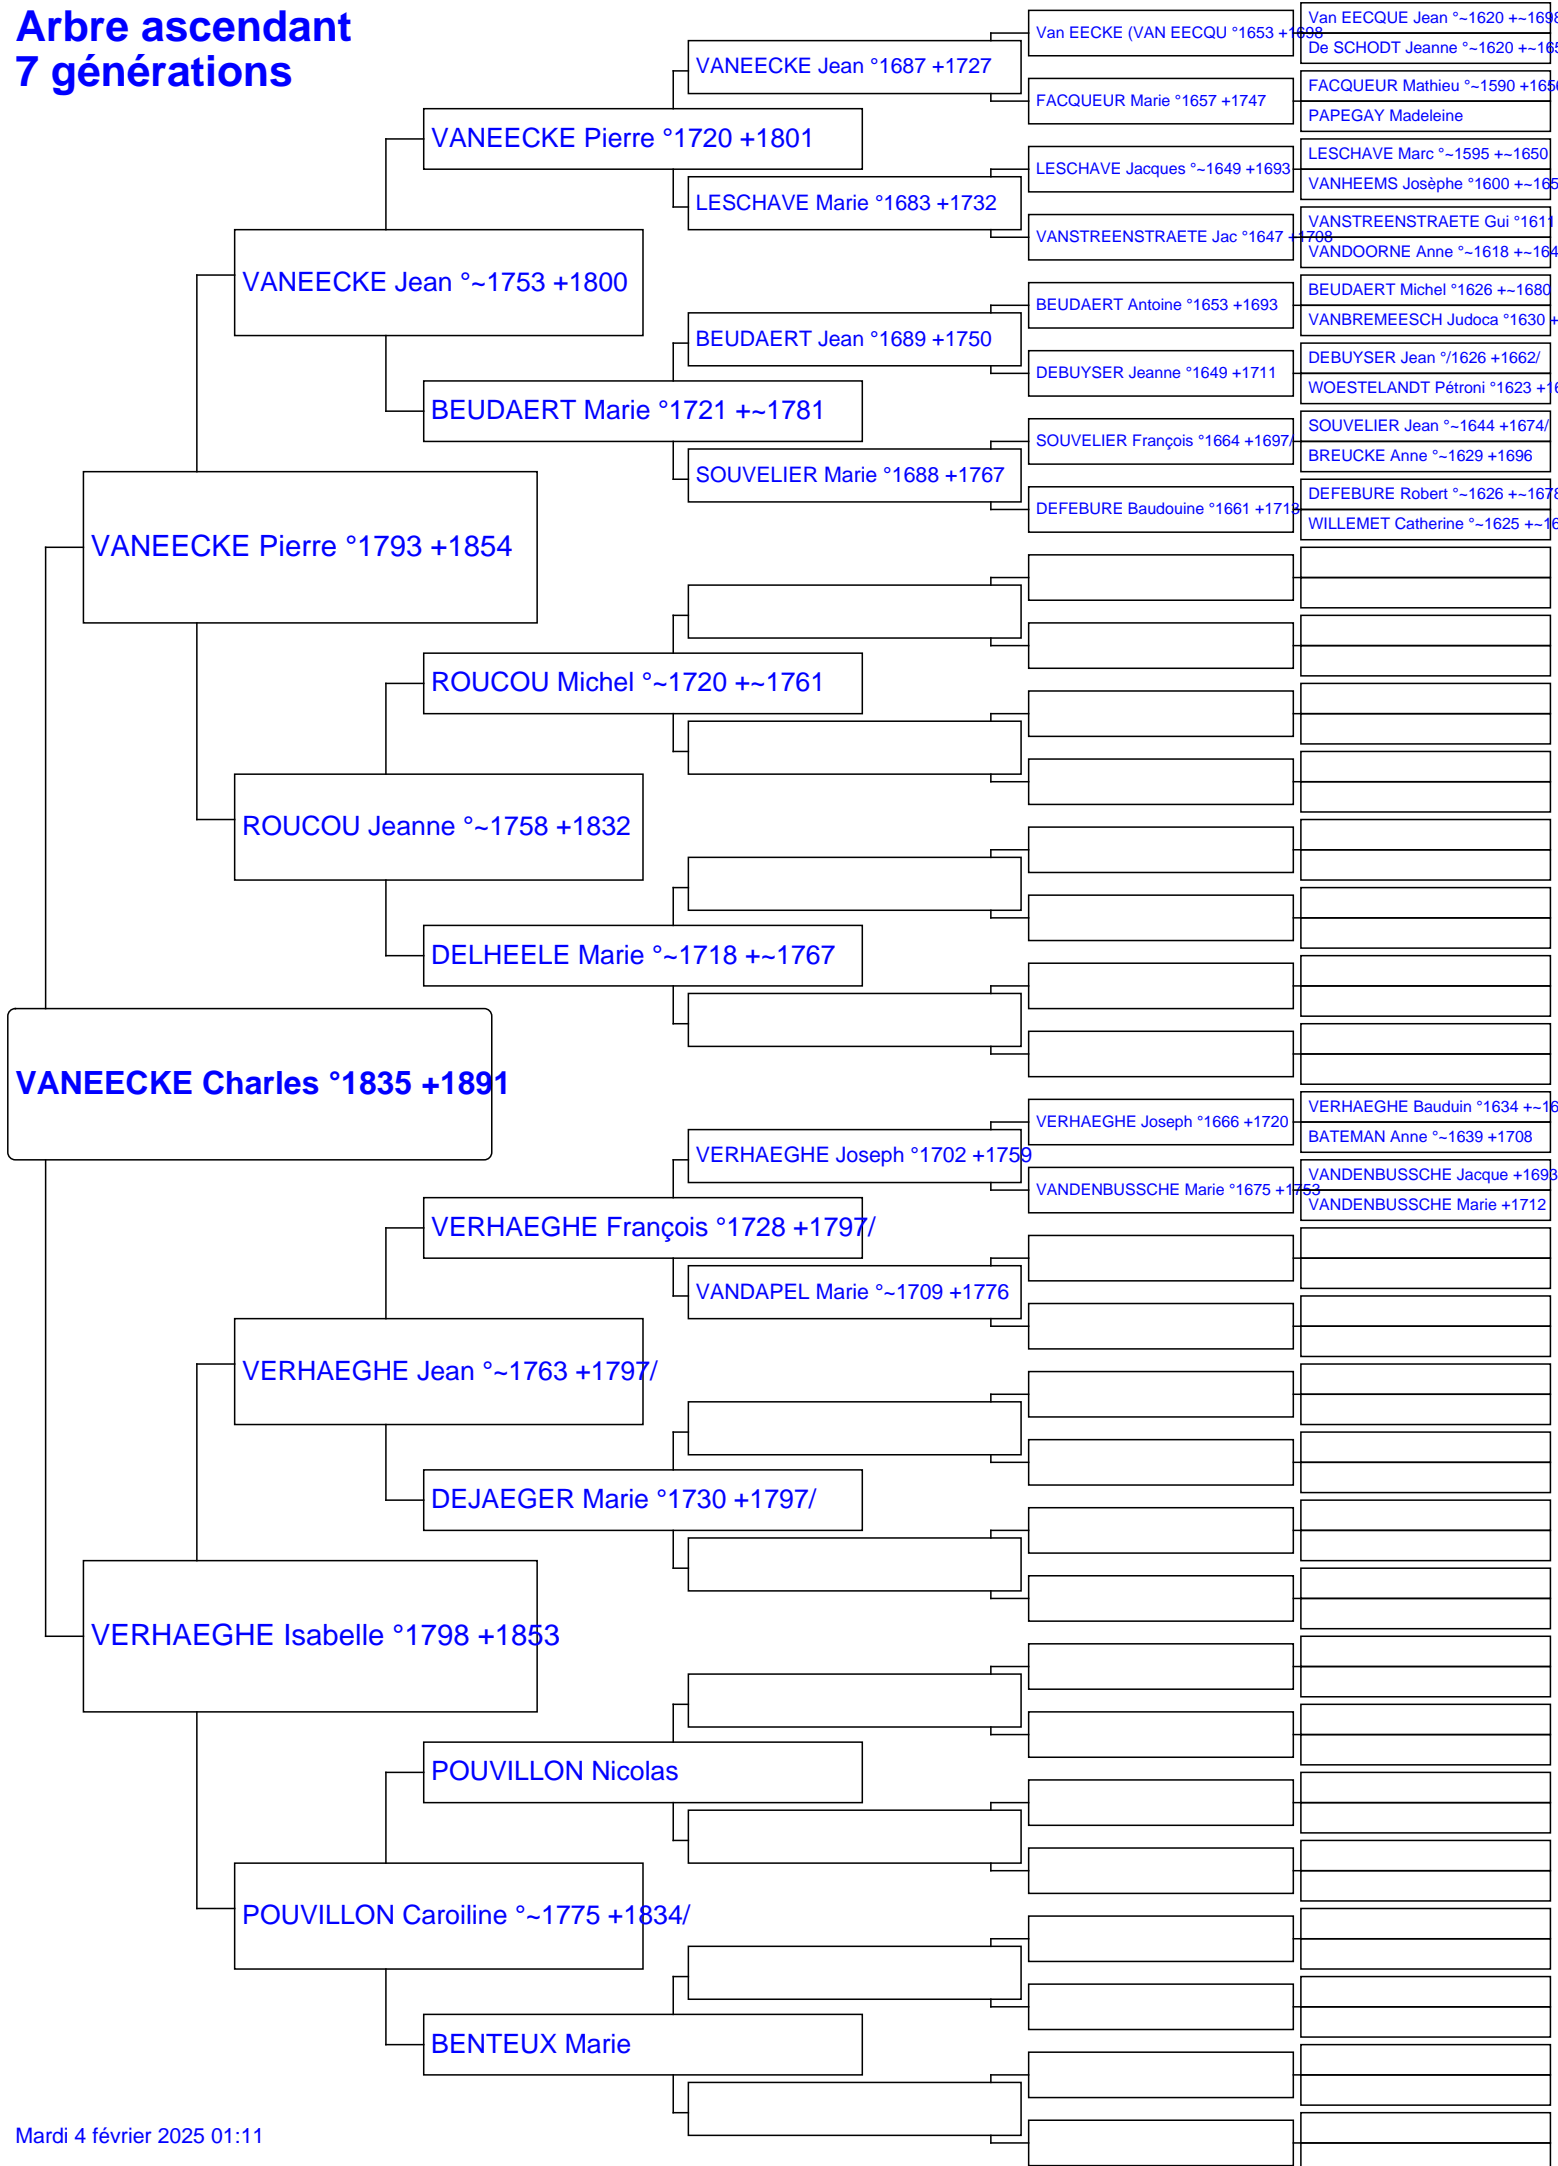 Arbre ascendant
7 générations
Van EECQUE Jean °~1620 +~1698
Van EECKE (VAN EECQU °1653 +1698
De SCHODT Jeanne °~1620 +~165
VANEECKE Jean °1687 +1727
FACQUEUR Mathieu °~1590 +1656
FACQUEUR Marie °1657 +1747
PAPEGAY Madeleine
VANEECKE Pierre °1720 +1801
LESCHAVE Marc °~1595 +~1650
LESCHAVE Jacques °~1649 +1693
VANHEEMS Josèphe °1600 +~165
LESCHAVE Marie °1683 +1732
VANSTREENSTRAETE Gui °1611
VANSTREENSTRAETE Jac °1647 +1708
VANDOORNE Anne °~1618 +~164
VANEECKE Jean °~1753 +1800
BEUDAERT Michel °1626 +~1680
BEUDAERT Antoine °1653 +1693
VANBREMEESCH Judoca °1630 +
BEUDAERT Jean °1689 +1750
DEBUYSER Jean °/1626 +1662/
DEBUYSER Jeanne °1649 +1711
WOESTELANDT Pétroni °1623 +16
BEUDAERT Marie °1721 +~1781
SOUVELIER Jean °~1644 +1674/
SOUVELIER François °1664 +1697/
BREUCKE Anne °~1629 +1696
SOUVELIER Marie °1688 +1767
DEFEBURE Robert °~1626 +~1678
DEFEBURE Baudouine °1661 +1713
WILLEMET Catherine °~1625 +~16
VANEECKE Pierre °1793 +1854
ROUCOU Michel °~1720 +~1761
ROUCOU Jeanne °~1758 +1832
DELHEELE Marie °~1718 +~1767
VANEECKE Charles °1835 +1891
VERHAEGHE Bauduin °1634 +~16
VERHAEGHE Joseph °1666 +1720
BATEMAN Anne °~1639 +1708
VERHAEGHE Joseph °1702 +1759
VANDENBUSSCHE Jacque +1693
VANDENBUSSCHE Marie °1675 +1753
VANDENBUSSCHE Marie +1712
VERHAEGHE François °1728 +1797/
VANDAPEL Marie °~1709 +1776
VERHAEGHE Jean °~1763 +1797/
DEJAEGER Marie °1730 +1797/
VERHAEGHE Isabelle °1798 +1853
POUVILLON Nicolas
POUVILLON Caroiline °~1775 +1834/
BENTEUX Marie
Mardi 4 février 2025 01:11